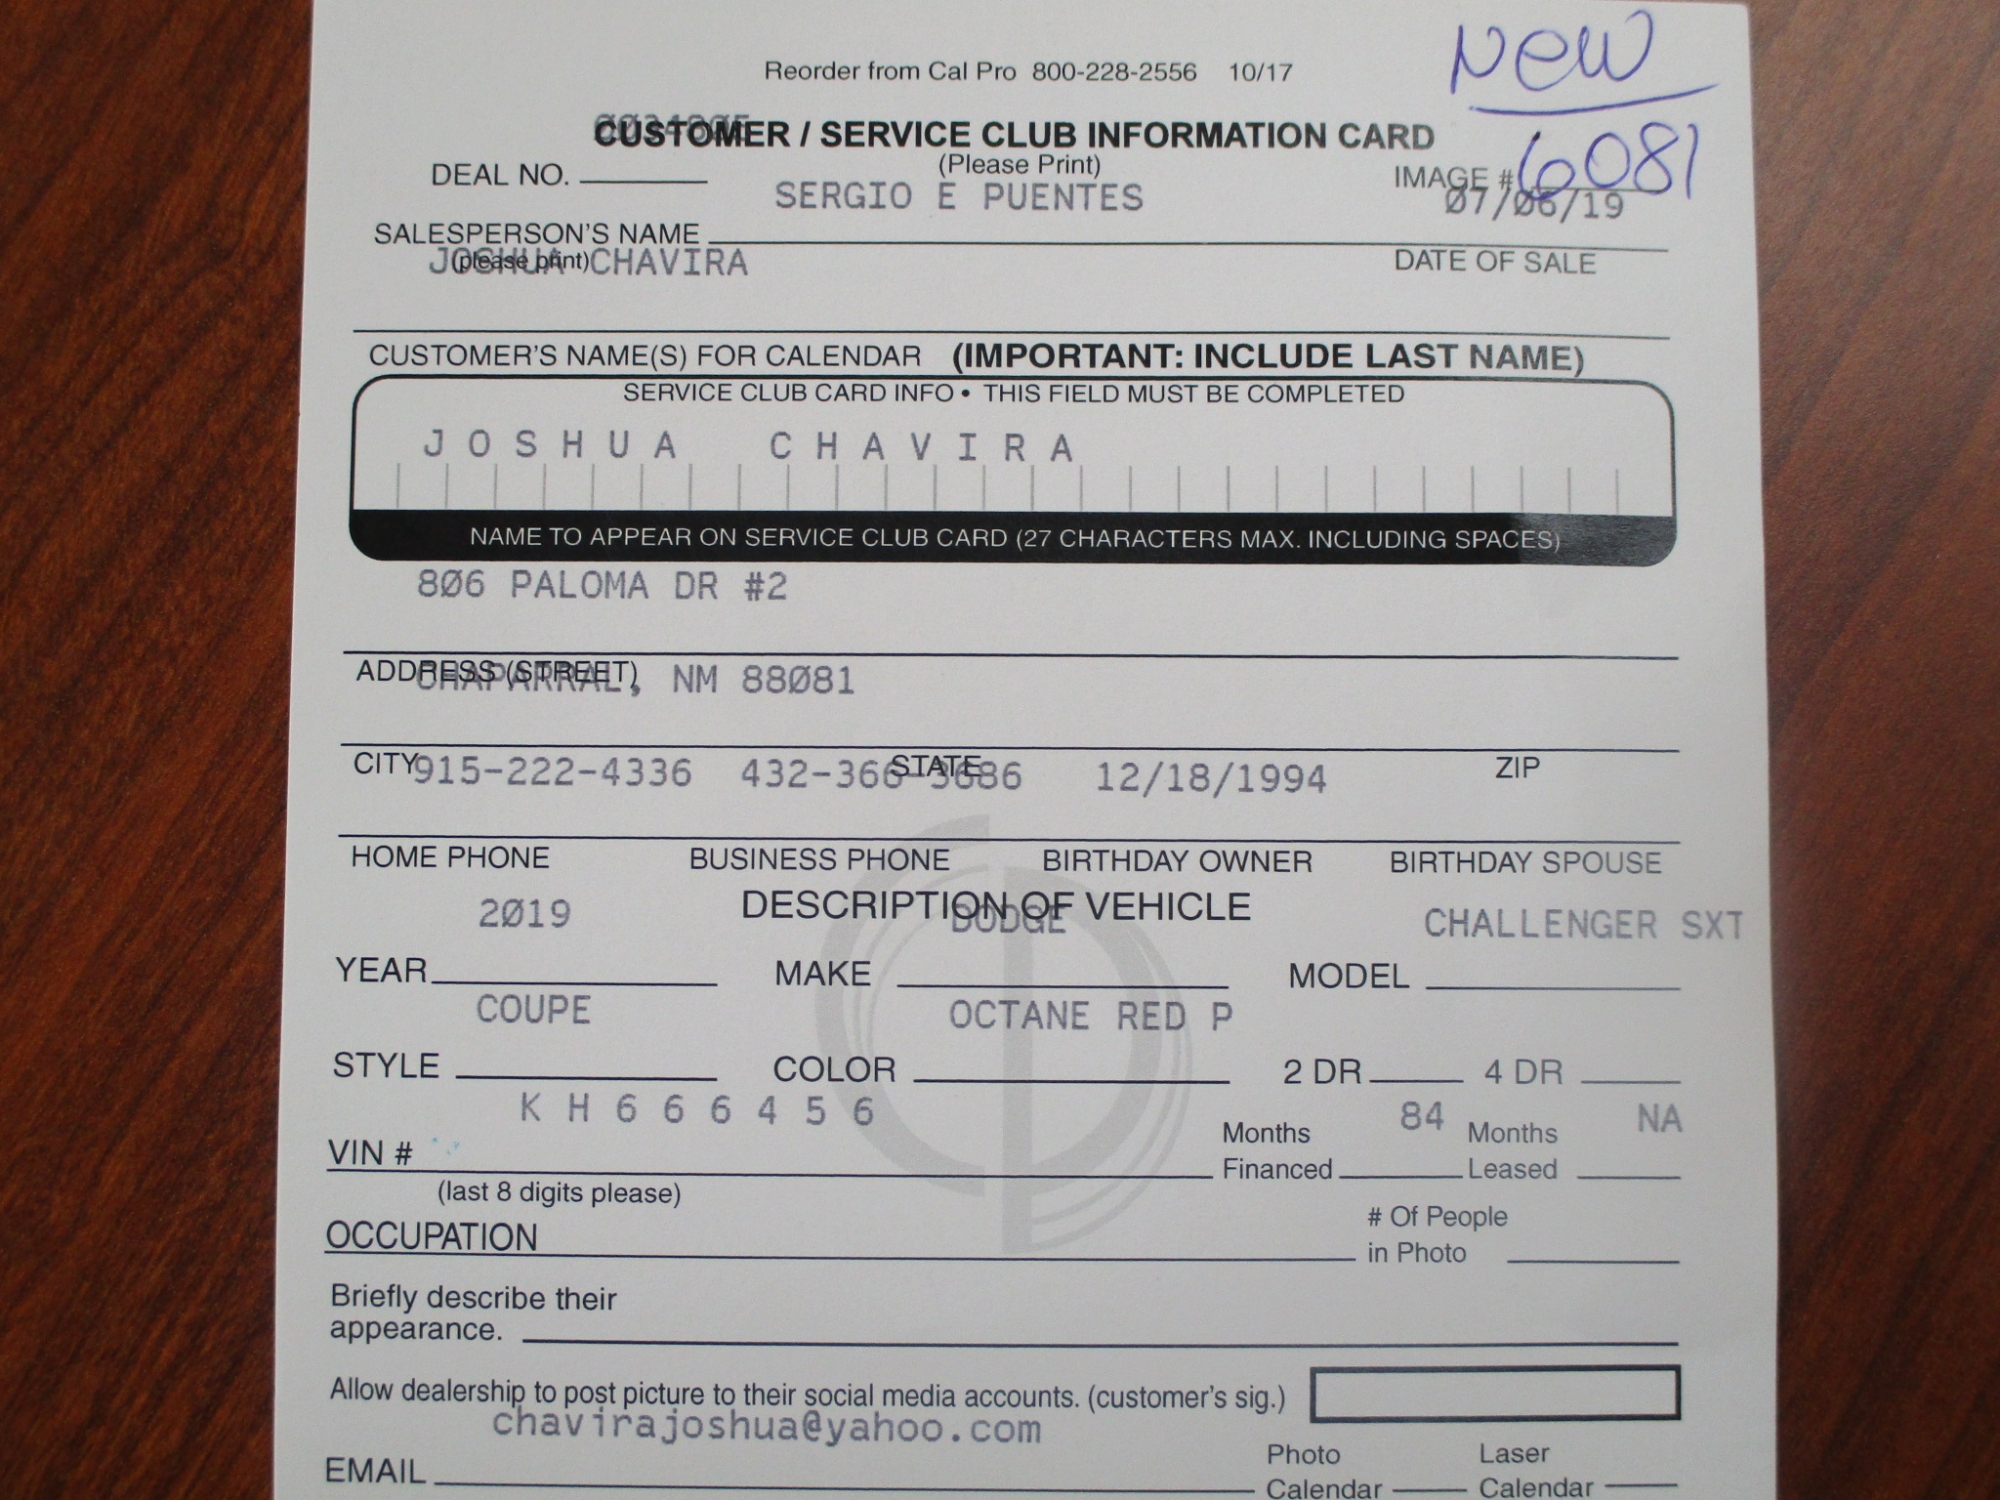 New
Reorder from Cal Pro 800-228-2556 10/17
CUSTOMER / SERVICE CLUB INFORMATION CARD
(Please Print)
DEAL NO.
IMAGE # 6081
SERGIO E PUENTES
07/06/19
SALESPERSON'S NAME
(please print)
DATE OF SALE
JOSHUA CHAVIRA
CUSTOMER'S NAME(S) FOR CALENDAR (IMPORTANT: INCLUDE LAST NAME)
SERVICE CLUB CARD INFO • THIS FIELD MUST BE COMPLETED
JOSHUA CHAVIRA
NAME TO APPEAR ON SERVICE CLUB CARD (27 CHARACTERS MAX. INCLUDING SPACES)
806 PALOMA DR #2
ADDRESS (STREET)
CHAPARRAL, NM 88081
CITY STATE ZIP
915-222-4336 432-366-3686 12/18/1994
HOME PHONE BUSINESS PHONE BIRTHDAY OWNER BIRTHDAY SPOUSE
DESCRIPTION OF VEHICLE
2019 DODGE CHALLENGER SXT
YEAR MAKE MODEL
COUPE OCTANE RED P
STYLE COLOR 2 DR 4 DR
KH666456 84 NA
VIN # Months Financed Months Leased
(last 8 digits please)
OCCUPATION # Of People in Photo
Briefly describe their
appearance.
Allow dealership to post picture to their social media accounts. (customer's sig.)
chavirajoshua@yahoo.com
EMAIL Photo Calendar Laser Calendar